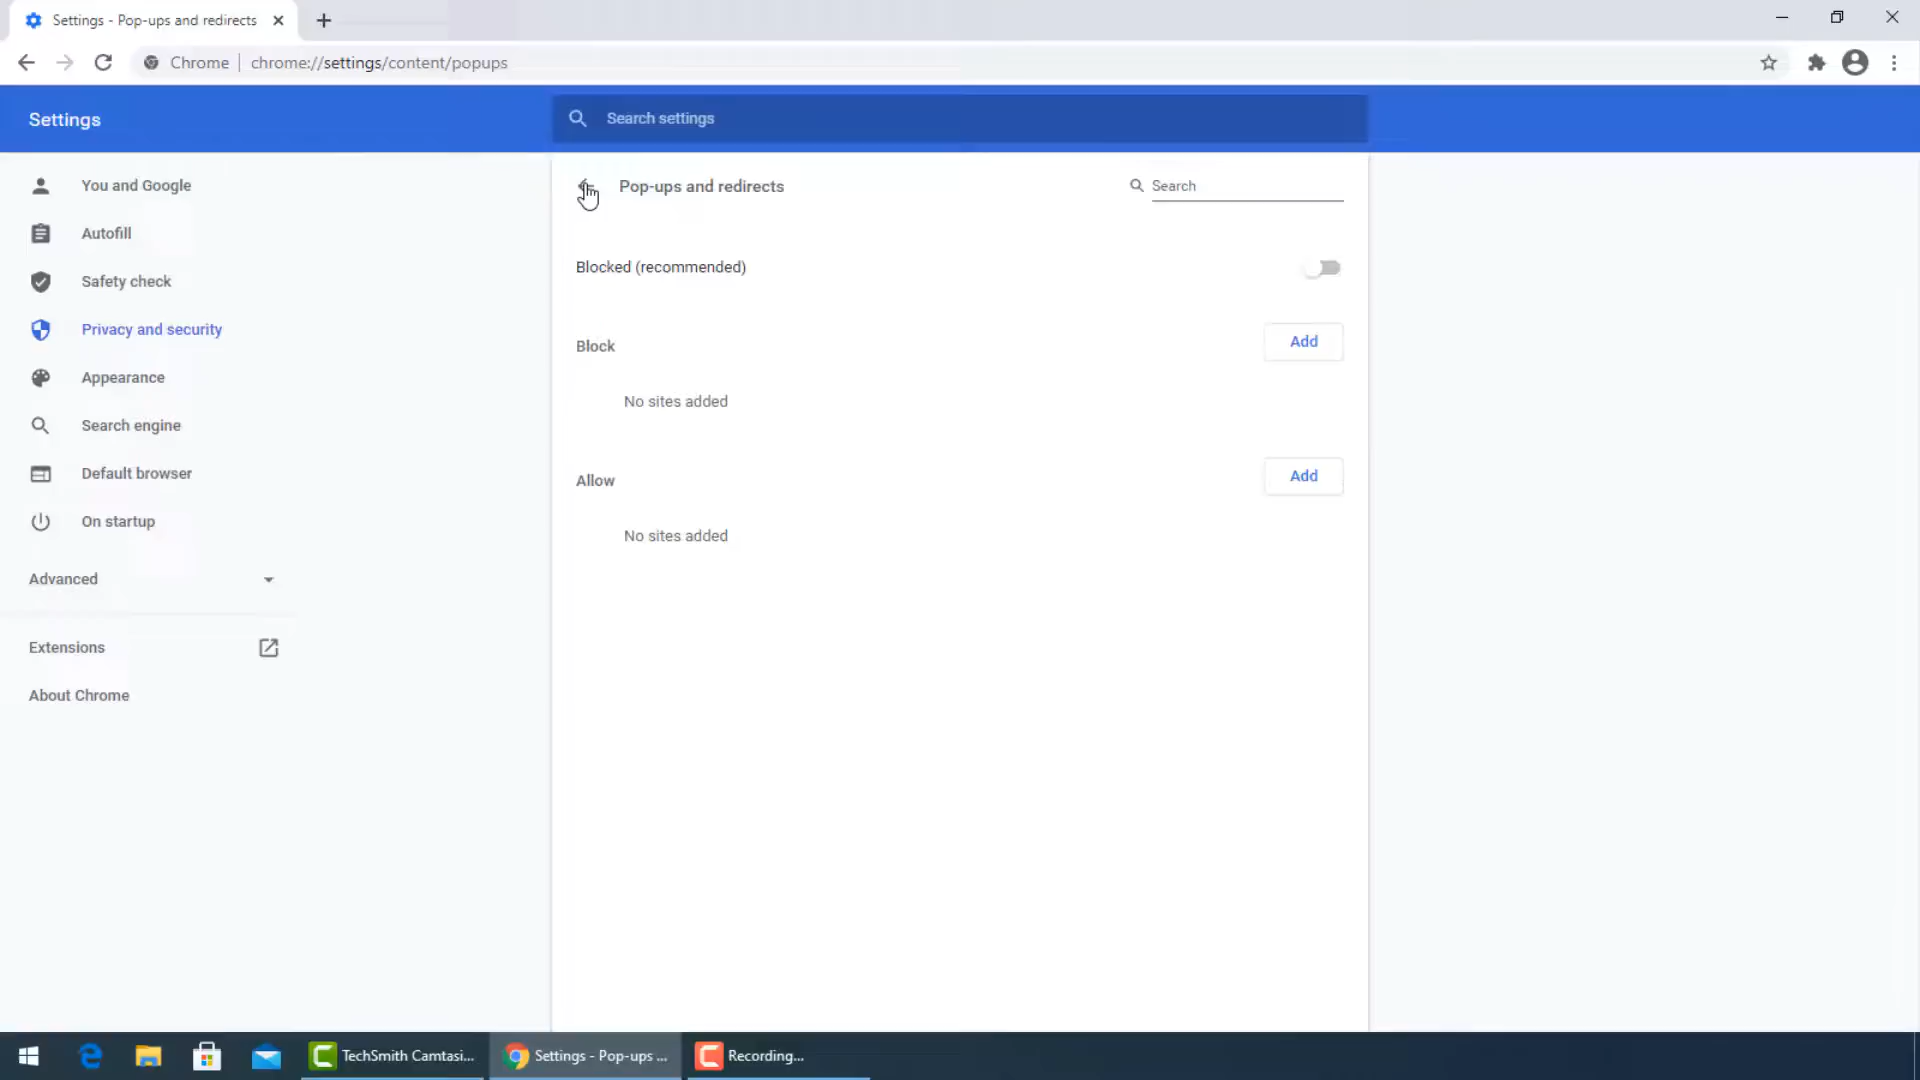 Settings - Pop-ups and redirects
Chrome
chrome://settings/content/popups
Settings
Search settings
You and Google
Autofill
Safety check
Privacy and security
Appearance
Search engine
Default browser
On startup
Advanced
Extensions
About Chrome
Pop-ups and redirects
Search
Blocked (recommended)
Block
Add
No sites added
Allow
Add
No sites added
TechSmith Camtasi...
Settings - Pop-ups ...
Recording...